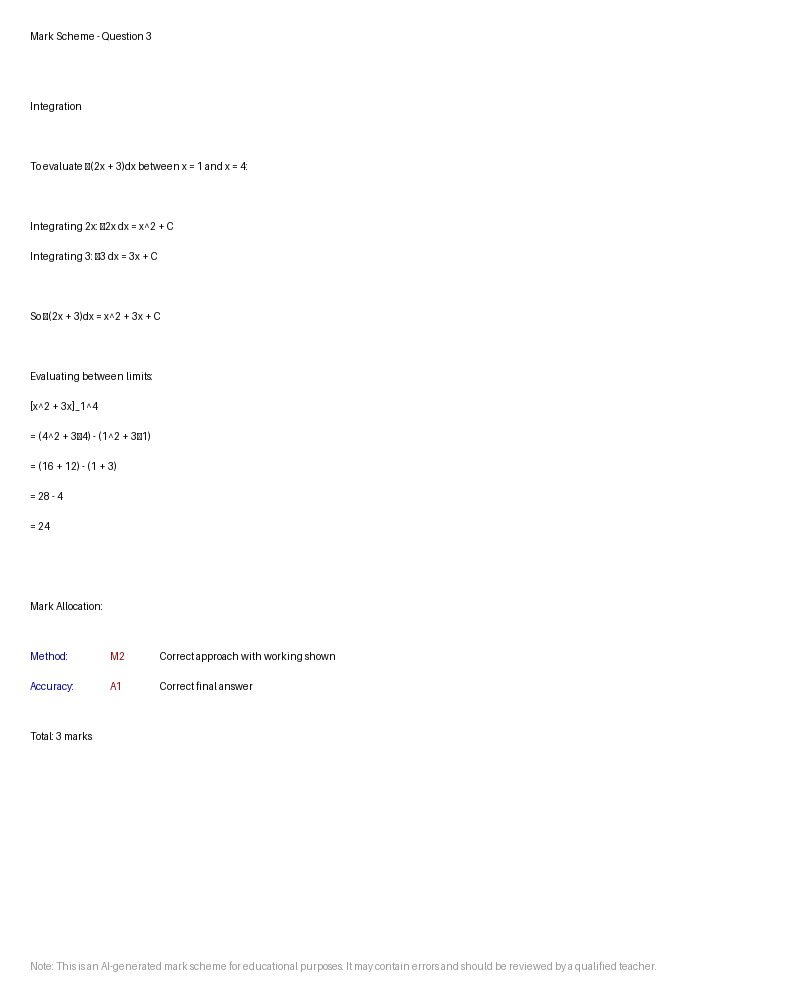 Mark Scheme - Question 3
Integration
To evaluate ▯(2x + 3)dx between x = 1 and x = 4:
Integrating 2x: ▯2x dx = x^2 + C
Integrating 3: ▯3 dx = 3x + C
So ▯(2x + 3)dx = x^2 + 3x + C
Evaluating between limits:
[x^2 + 3x]_1^4
= (4^2 + 3▯4) - (1^2 + 3▯1)
= (16 + 12) - (1 + 3)
= 28 - 4
= 24
Mark Allocation:
Method: M2 Correct approach with working shown
Accuracy: A1 Correct final answer
Total: 3 marks
Note: This is an AI-generated mark scheme for educational purposes. It may contain errors and should be reviewed by a qualified teacher.